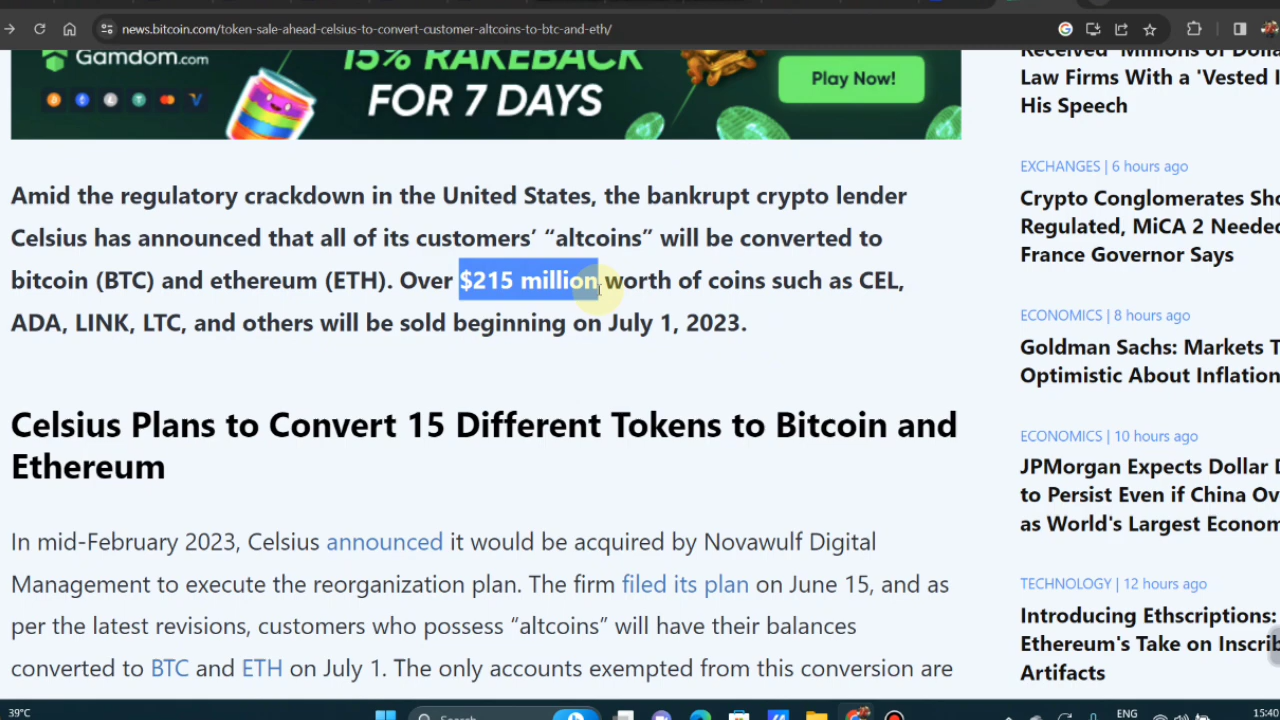 news.bitcoin.com/token-sale-ahead-celsius-to-convert-customer-altcoins-to-btc-and-eth/
Gamdom.com
15% RAKEBACK
FOR 7 DAYS
Play Now!
Amid the regulatory crackdown in the United States, the bankrupt crypto lender
Celsius has announced that all of its customers’ “altcoins” will be converted to
bitcoin (BTC) and ethereum (ETH). Over $215 million worth of coins such as CEL,
ADA, LINK, LTC, and others will be sold beginning on July 1, 2023.
Celsius Plans to Convert 15 Different Tokens to Bitcoin and
Ethereum
In mid-February 2023, Celsius announced it would be acquired by Novawulf Digital
Management to execute the reorganization plan. The firm filed its plan on June 15, and as
per the latest revisions, customers who possess “altcoins” will have their balances
converted to BTC and ETH on July 1. The only accounts exempted from this conversion are
Received 'Millions of
Law Firms With a 'Vested
His Speech
EXCHANGES | 6 hours ago
Crypto Conglomerates
Regulated, MiCA 2 Needed
France Governor Says
ECONOMICS | 8 hours ago
Goldman Sachs: Markets
Optimistic About Inflation
ECONOMICS | 10 hours ago
JPMorgan Expects Dollar
to Persist Even if China
as World's Largest
TECHNOLOGY | 12 hours ago
Introducing Ethscriptions:
Ethereum's Take on
Artifacts
39°C
Search
ENG
15:40